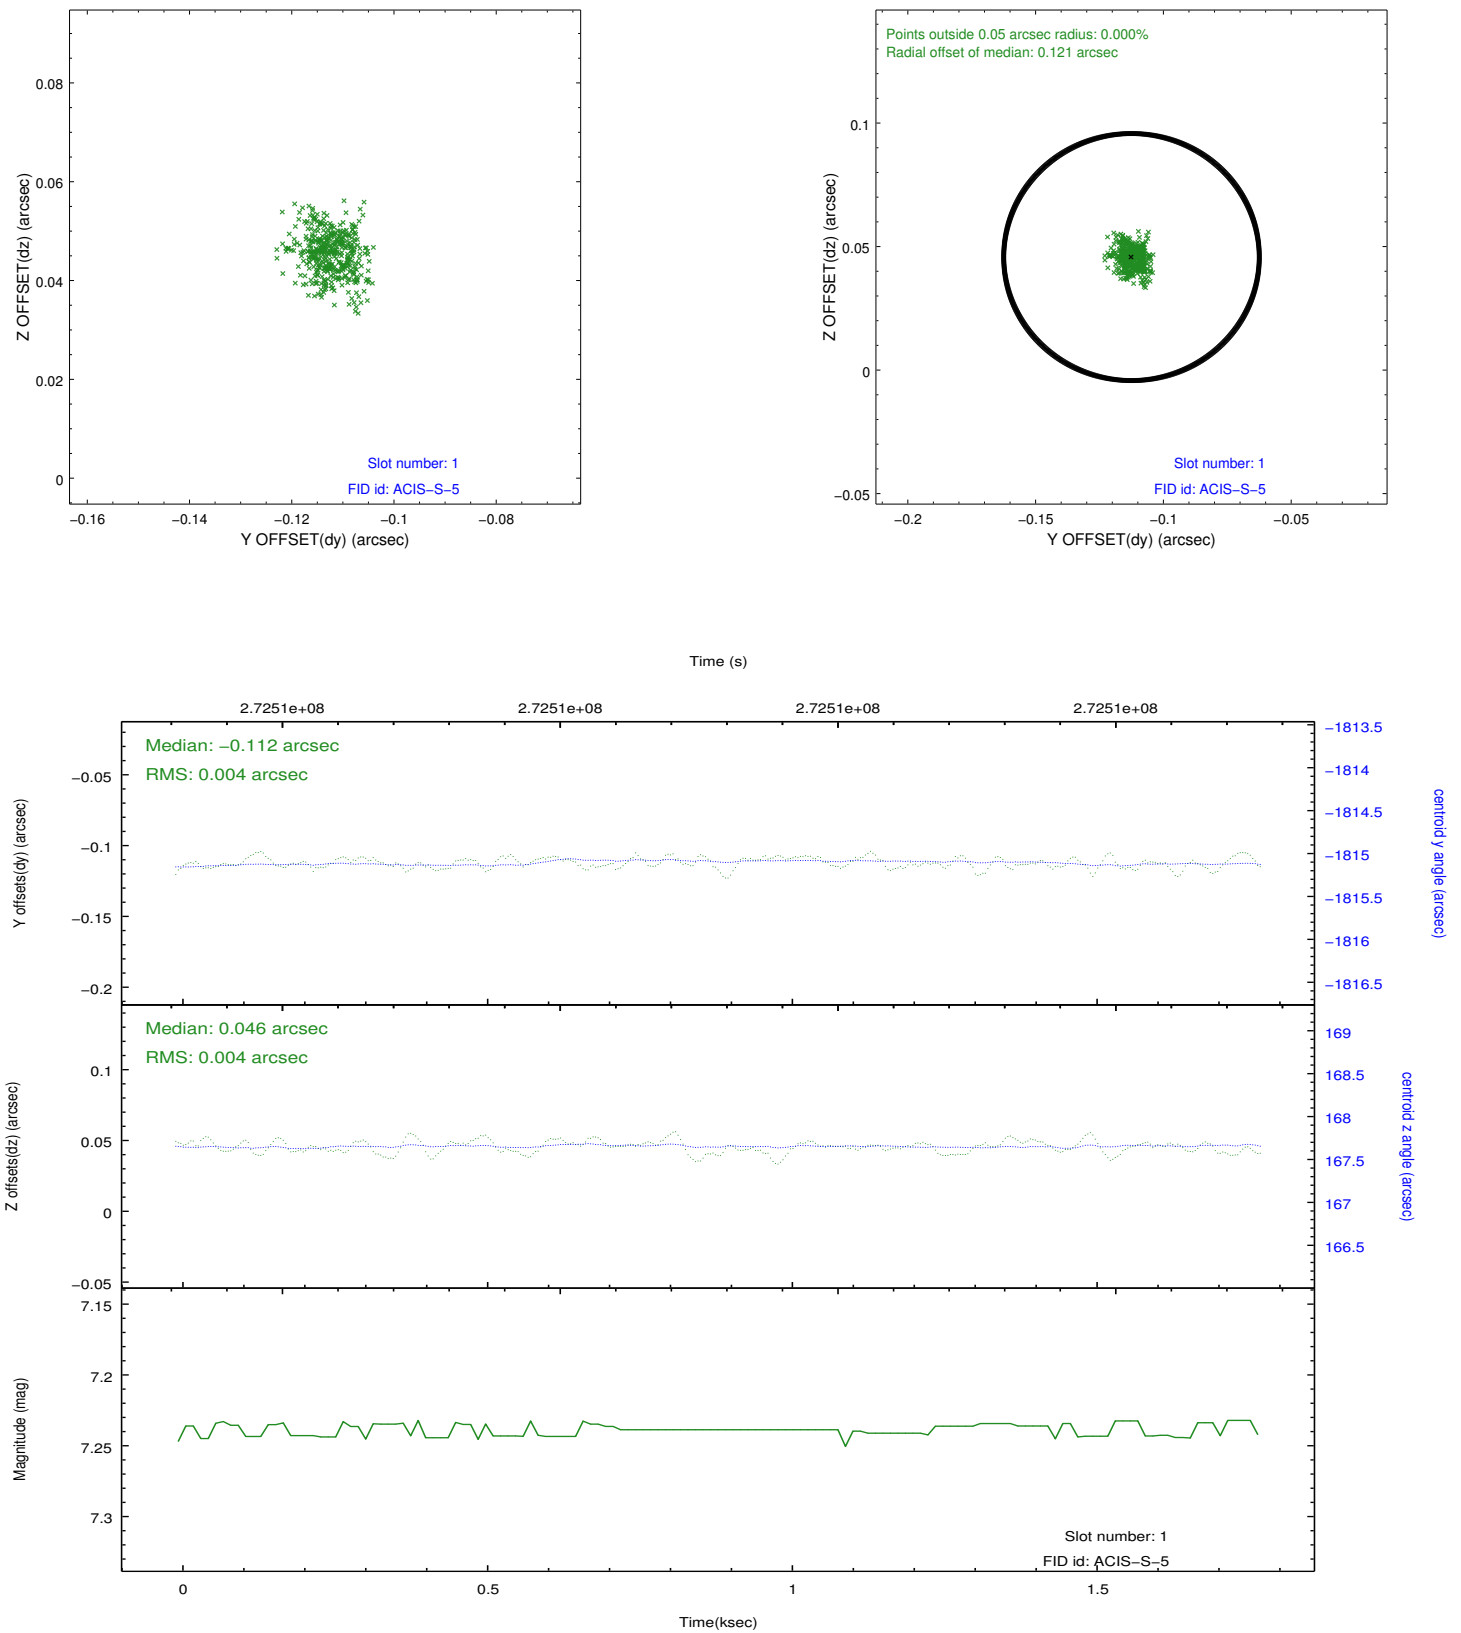 0.08
0.06
0.04
0.02
0
Z OFFSET(dz) (arcsec)
Slot number: 1
FID id: ACIS−S−5
−0.16
−0.14
−0.12
−0.1
−0.08
Y OFFSET(dy) (arcsec)
Points outside 0.05 arcsec radius: 0.000%
Radial offset of median: 0.121 arcsec
0.1
0.05
0
−0.05
Z OFFSET(dz) (arcsec)
Slot number: 1
FID id: ACIS−S−5
−0.2
−0.15
−0.1
−0.05
Y OFFSET(dy) (arcsec)
Time (s)
2.7251e+08
2.7251e+08
2.7251e+08
2.7251e+08
Median: −0.112 arcsec
RMS: 0.004 arcsec
−0.05
−0.1
−0.15
−0.2
Y offsets(dy) (arcsec)
−1813.5
−1814
−1814.5
−1815
−1815.5
−1816
−1816.5
centroid y angle (arcsec)
Median: 0.046 arcsec
RMS: 0.004 arcsec
0.1
0.05
0
−0.05
Z offsets(dz) (arcsec)
169
168.5
168
167.5
167
166.5
centroid z angle (arcsec)
7.15
7.2
7.25
7.3
Magnitude (mag)
Slot number: 1
FID id: ACIS−S−5
0
0.5
1
1.5
Time(ksec)